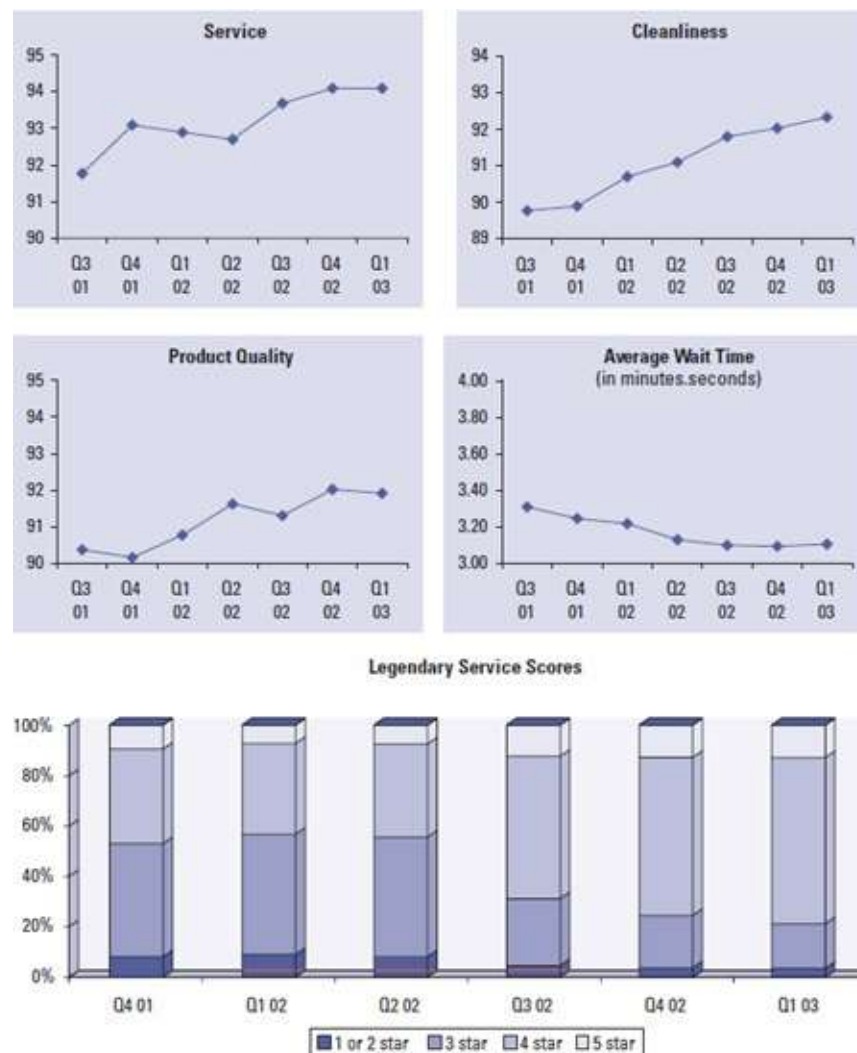 Service
95
94
93
92
91
90
Q3 Q4 Q1 Q2 Q3 Q4 Q1
01 01 02 02 02 02 03
Cleanliness
94
93
92
91
90
89
Q3 Q4 Q1 Q2 Q3 Q4 Q1
01 01 02 02 02 02 03
Product Quality
95
94
93
92
91
90
Q3 Q4 Q1 Q2 Q3 Q4 Q1
01 01 02 02 02 02 03
Average Wait Time
(in minutes.seconds)
4.00
3.80
3.60
3.40
3.20
3.00
Q3 Q4 Q1 Q2 Q3 Q4 Q1
01 01 02 02 02 02 03
Legendary Service Scores
100%
80%
60%
40%
20%
0%
Q4 01 Q1 02 Q2 02 Q3 02 Q4 02 Q1 03
1 or 2 star 3 star 4 star 5 star